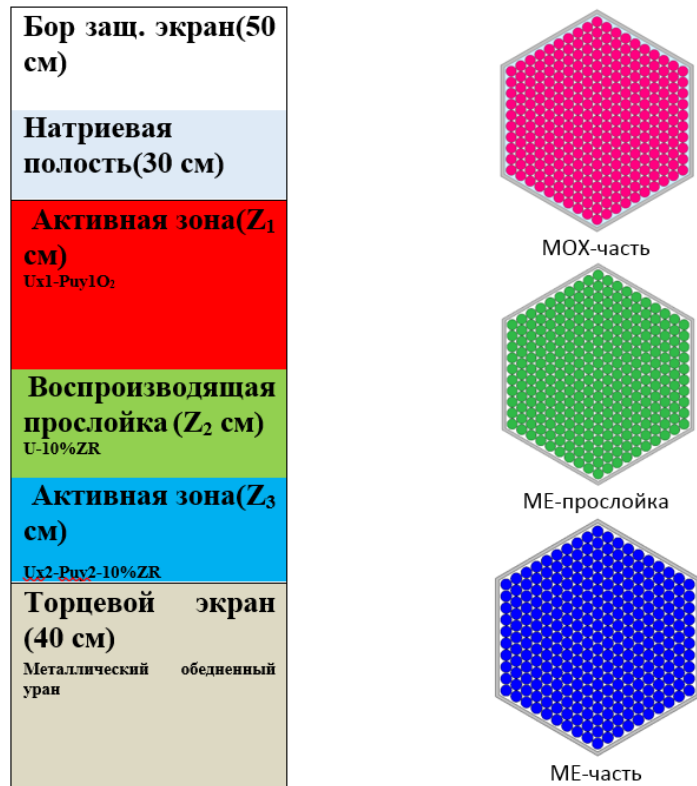 Бор защ. экран(50
см)
Натриевая
полость(30 см)
Активная зона(Z₁
см)
Ux1-Puy1O₂
Воспроизводящая
прослойка (Z₂ см)
U-10%ZR
Активная зона(Z₃
см)
Ux2-Puy2-10%ZR
Торцевой экран
(40 см)
Металлический обедненный
уран
МОХ-часть
МЕ-прослойка
МЕ-часть